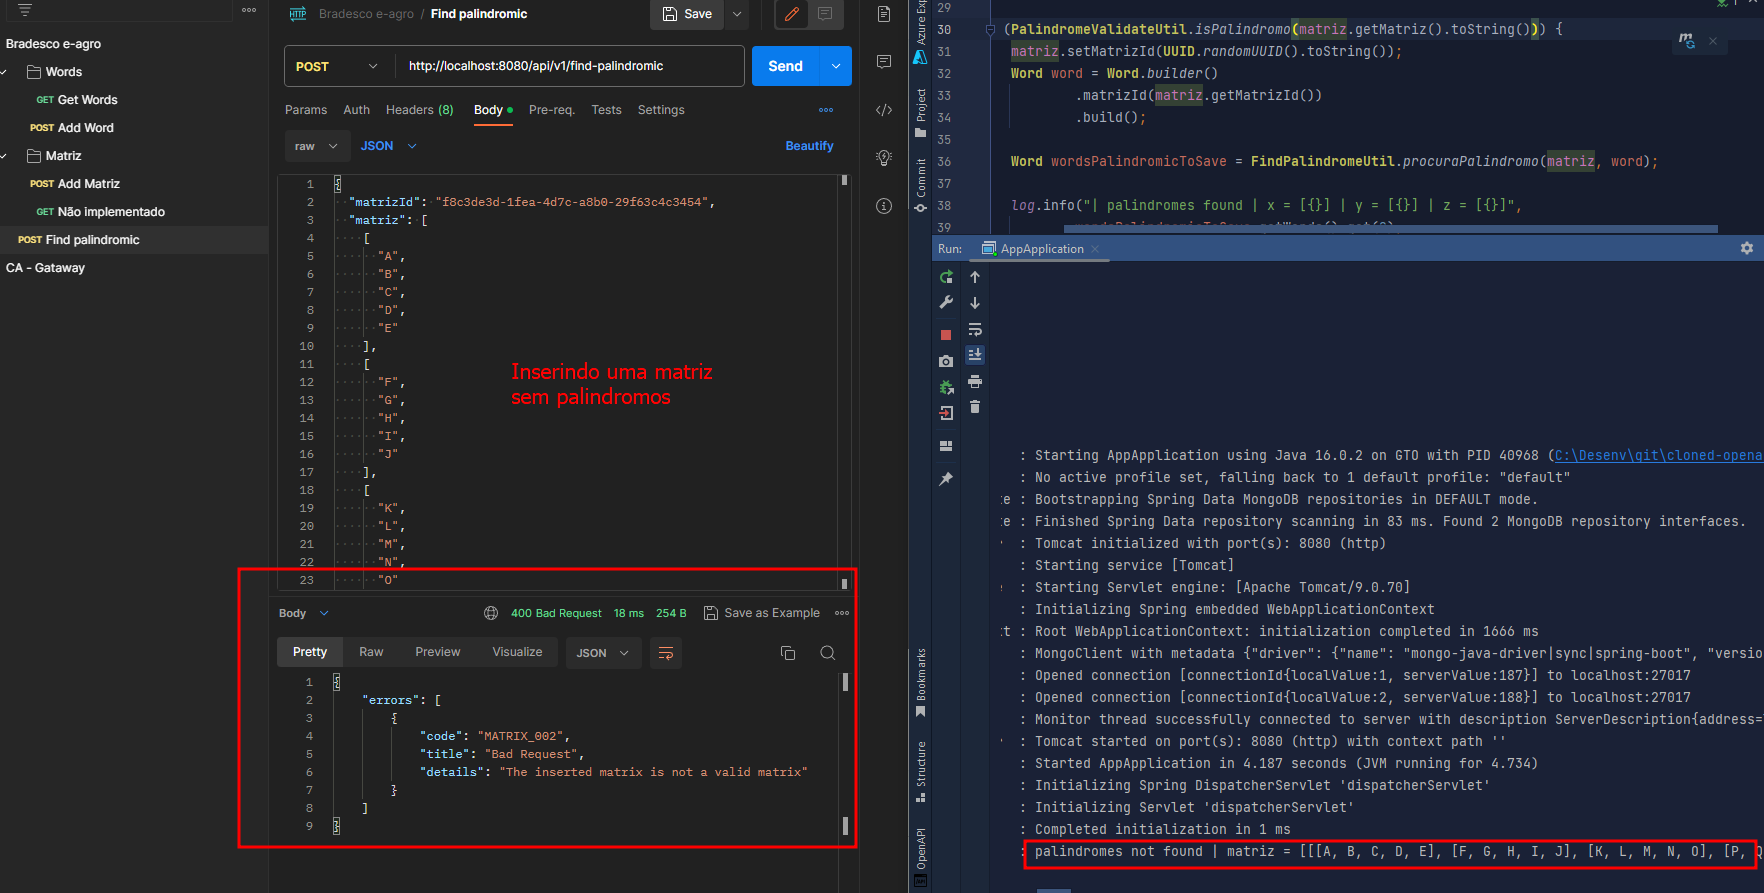 Bradesco e-agro / Find palindromic
Save
Bradesco e-agro
Words
GET Get Words
POST Add Word
Matriz
POST Add Matriz
GET Não implementado
POST Find palindromic
CA - Gataway
POST
http://localhost:8080/api/v1/find-palindromic
Send
Params Auth Headers (8) Body Pre-req. Tests Settings
raw JSON Beautify
1 {
2 "matrizId": "f8c3de3d-1fea-4d7c-a8b0-29f63c4c3454",
3 "matriz": [
4 [
5 "A",
6 "B",
7 "C",
8 "D",
9 "E"
10 ],
11 [
12 "F",
13 "G",
14 "H",
15 "I",
16 "J"
17 ],
18 [
19 "K",
20 "L",
21 "M",
22 "N",
23 "O"
Inserindo uma matriz
sem palindromos
Body 400 Bad Request 18 ms 254 B Save as Example
Pretty Raw Preview Visualize JSON
1 {
2 "errors": [
3 {
4 "code": "MATRIX_002",
5 "title": "Bad Request",
6 "details": "The inserted matrix is not a valid matrix"
7 }
8 ]
9 }
Azure Exp
Project
Commit
Bookmarks
Structure
OpenAPI
29
30 (PalindromeValidateUtil.isPalindromo(matriz.getMatriz().toString())) {
31 matriz.setMatrizId(UUID.randomUUID().toString());
32 Word word = Word.builder()
33 .matrizId(matriz.getMatrizId())
34 .build();
35
36 Word wordsPalindromicToSave = FindPalindromeUtil.procuraPalindromo(matriz, word);
37
38 log.info("| palindromes found | x = [{}] | y = [{}] | z = [{}]",
39
Run: AppApplication
: Starting AppApplication using Java 16.0.2 on GTO with PID 40968 (C:\Desenv\git\cloned-opena
: No active profile set, falling back to 1 default profile: "default"
te : Bootstrapping Spring Data MongoDB repositories in DEFAULT mode.
te : Finished Spring Data repository scanning in 83 ms. Found 2 MongoDB repository interfaces.
: Tomcat initialized with port(s): 8080 (http)
: Starting service [Tomcat]
: Starting Servlet engine: [Apache Tomcat/9.0.70]
: Initializing Spring embedded WebApplicationContext
xt : Root WebApplicationContext: initialization completed in 1666 ms
: MongoClient with metadata {"driver": {"name": "mongo-java-driver|sync|spring-boot", "versio
: Opened connection [connectionId{localValue:1, serverValue:187}] to localhost:27017
: Opened connection [connectionId{localValue:2, serverValue:188}] to localhost:27017
: Monitor thread successfully connected to server with description ServerDescription{address=
: Tomcat started on port(s): 8080 (http) with context path ''
: Started AppApplication in 4.187 seconds (JVM running for 4.734)
: Initializing Spring DispatcherServlet 'dispatcherServlet'
: Initializing Servlet 'dispatcherServlet'
: Completed initialization in 1 ms
: palindromes not found | matriz = [[[A, B, C, D, E], [F, G, H, I, J], [K, L, M, N, O], [P, Q